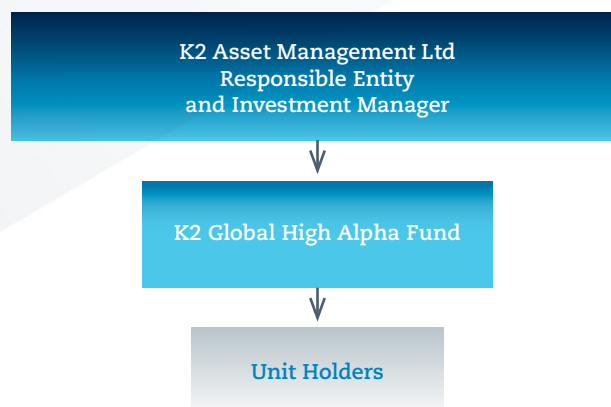 K2 Asset Management Ltd
Responsible Entity
and Investment Manager
K2 Global High Alpha Fund
Unit Holders